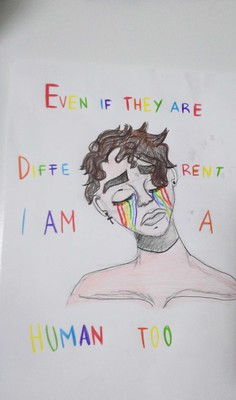 EVEN IF THEY ARE
DIFFE RENT
I AM A
HUMAN TOO